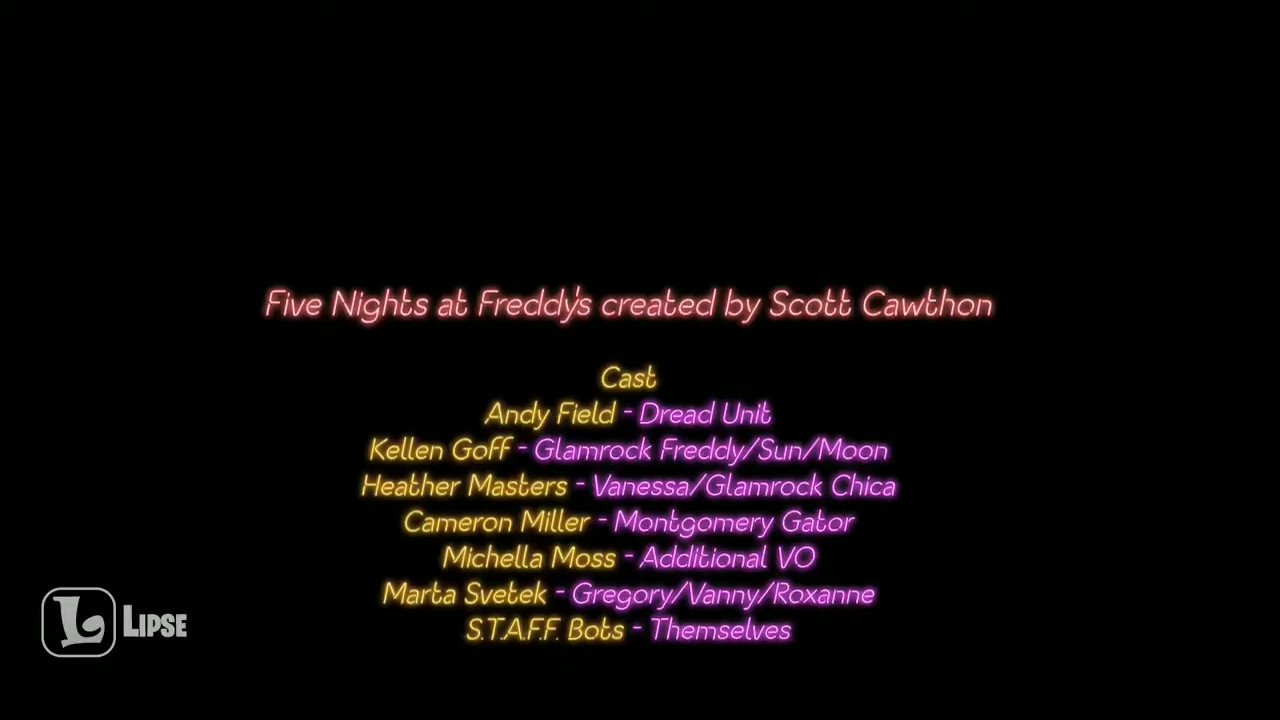 Five Nights at Freddy's created by Scott Cawthon
Cast
Andy Field - Dread Unit
Kellen Goff - Glamrock Freddy/Sun/Moon
Heather Masters - Vanessa/Glamrock Chica
Cameron Miller - Montgomery Gator
Michella Moss - Additional VO
Marta Svetek - Gregory/Vanny/Roxanne
S.T.A.F.F. Bots - Themselves
L LIPSE